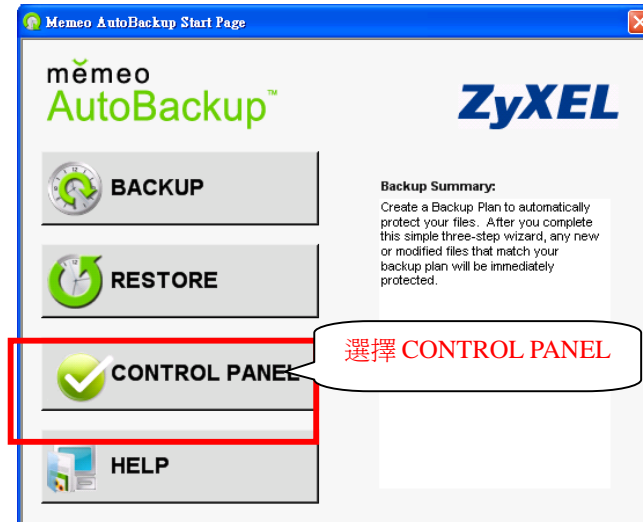 Memeo AutoBackup Start Page
mĕmeo
AutoBackup™
ZyXEL
BACKUP
RESTORE
CONTROL PANEL
HELP
Backup Summary:
Create a Backup Plan to automatically
protect your files. After you complete
this simple three-step wizard, any new
or modified files that match your
backup plan will be immediately
protected.
選擇 CONTROL PANEL